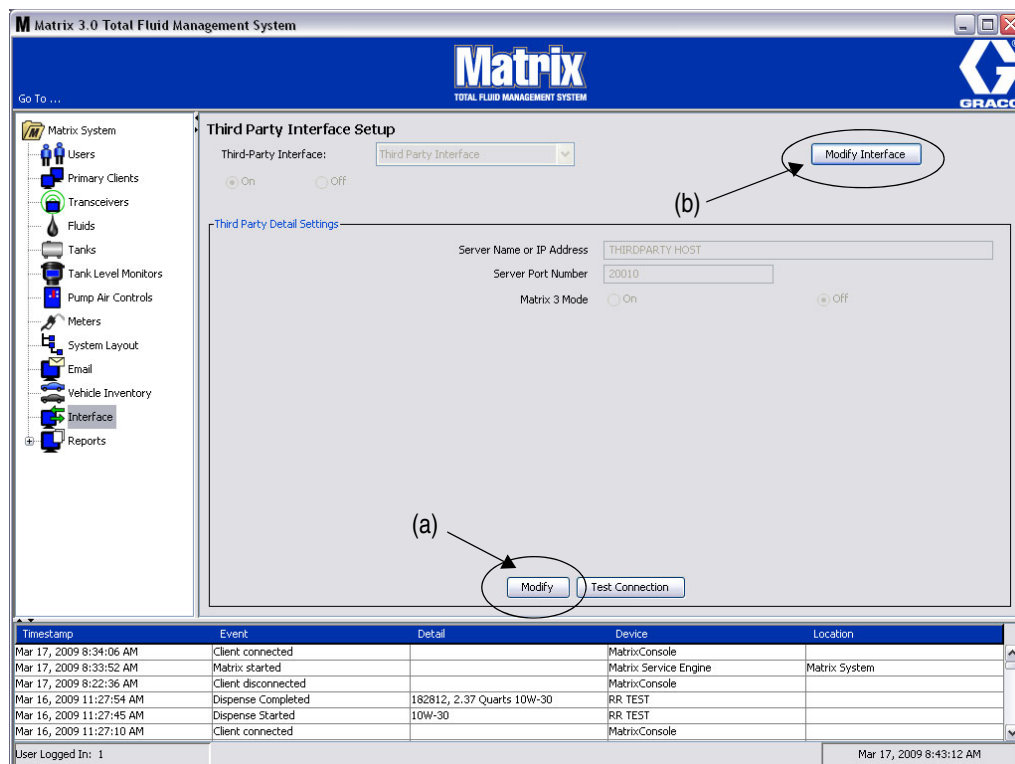 M Matrix 3.0 Total Fluid Management System
Matrix
TOTAL FLUID MANAGEMENT SYSTEM
GRACO
Go To ...
Matrix System
Users
Primary Clients
Transceivers
Fluids
Tanks
Tank Level Monitors
Pump Air Controls
Meters
System Layout
Email
Vehicle Inventory
Interface
Reports
Third Party Interface Setup
Third-Party Interface: Third Party Interface
On Off
Modify Interface
(b)
Third Party Detail Settings
Server Name or IP Address THIRDPARTY HOST
Server Port Number 20010
Matrix 3 Mode On Off
(a)
Modify Test Connection
Timestamp Event Detail Device Location
Mar 17, 2009 8:34:06 AM Client connected MatrixConsole
Mar 17, 2009 8:33:52 AM Matrix started Matrix Service Engine Matrix System
Mar 17, 2009 8:22:36 AM Client disconnected MatrixConsole
Mar 16, 2009 11:27:54 AM Dispense Completed 182812, 2.37 Quarts 10W-30 RR TEST
Mar 16, 2009 11:27:45 AM Dispense Started 10W-30 RR TEST
Mar 16, 2009 11:27:10 AM Client connected MatrixConsole
User Logged In: 1 Mar 17, 2009 8:43:12 AM